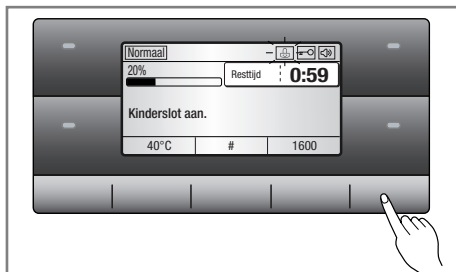 Normaal
20%
Resttijd
0:59
Kinderslot aan.
40°C # 1600